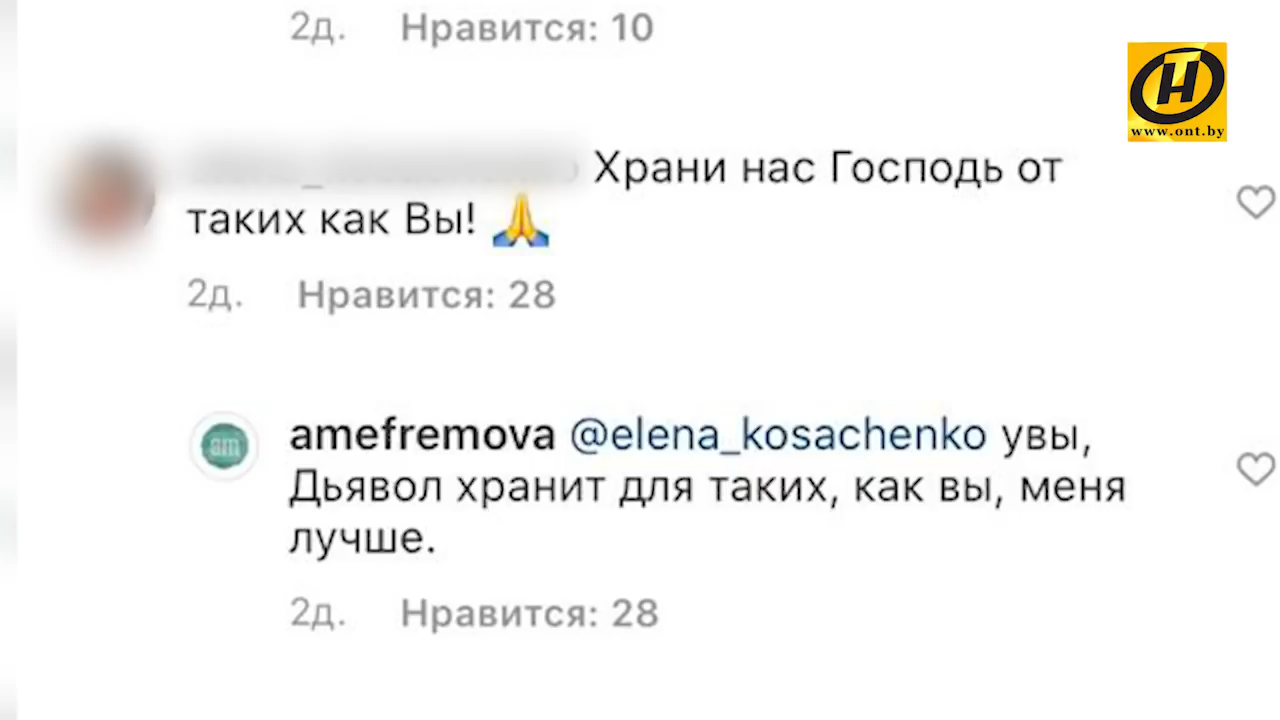 2д. Нравится: 10
Храни нас Господь от
таких как Вы! 🙏
2д. Нравится: 28
amefremova @elena_kosachenko увы,
Дьявол хранит для таких, как вы, меня
лучше.
2д. Нравится: 28
ОНТ
www.ont.by
am